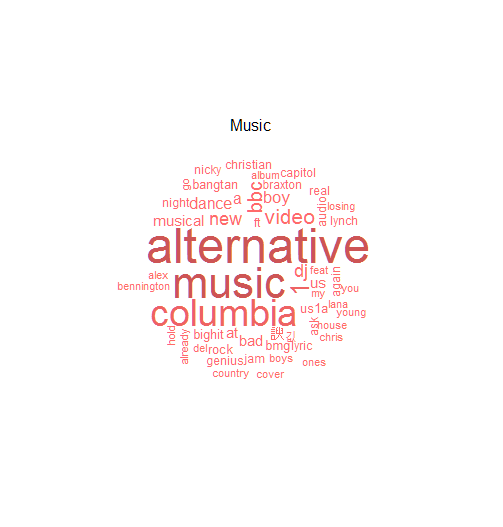 Music
nicky
christian
album
capitol
go
bangtan
bbc
braxton
real
night
dance
a
boy
audio
losing
musical
new
ft
video
lynch
alternative
alex
music
dj
feat
again
bennington
1
us
you
my
columbia
us1a
lana
young
hold
bighit
at
ask
house
already
bad
chris
del
rock
bmg
lyric
genius
jam
boys
ones
country
cover